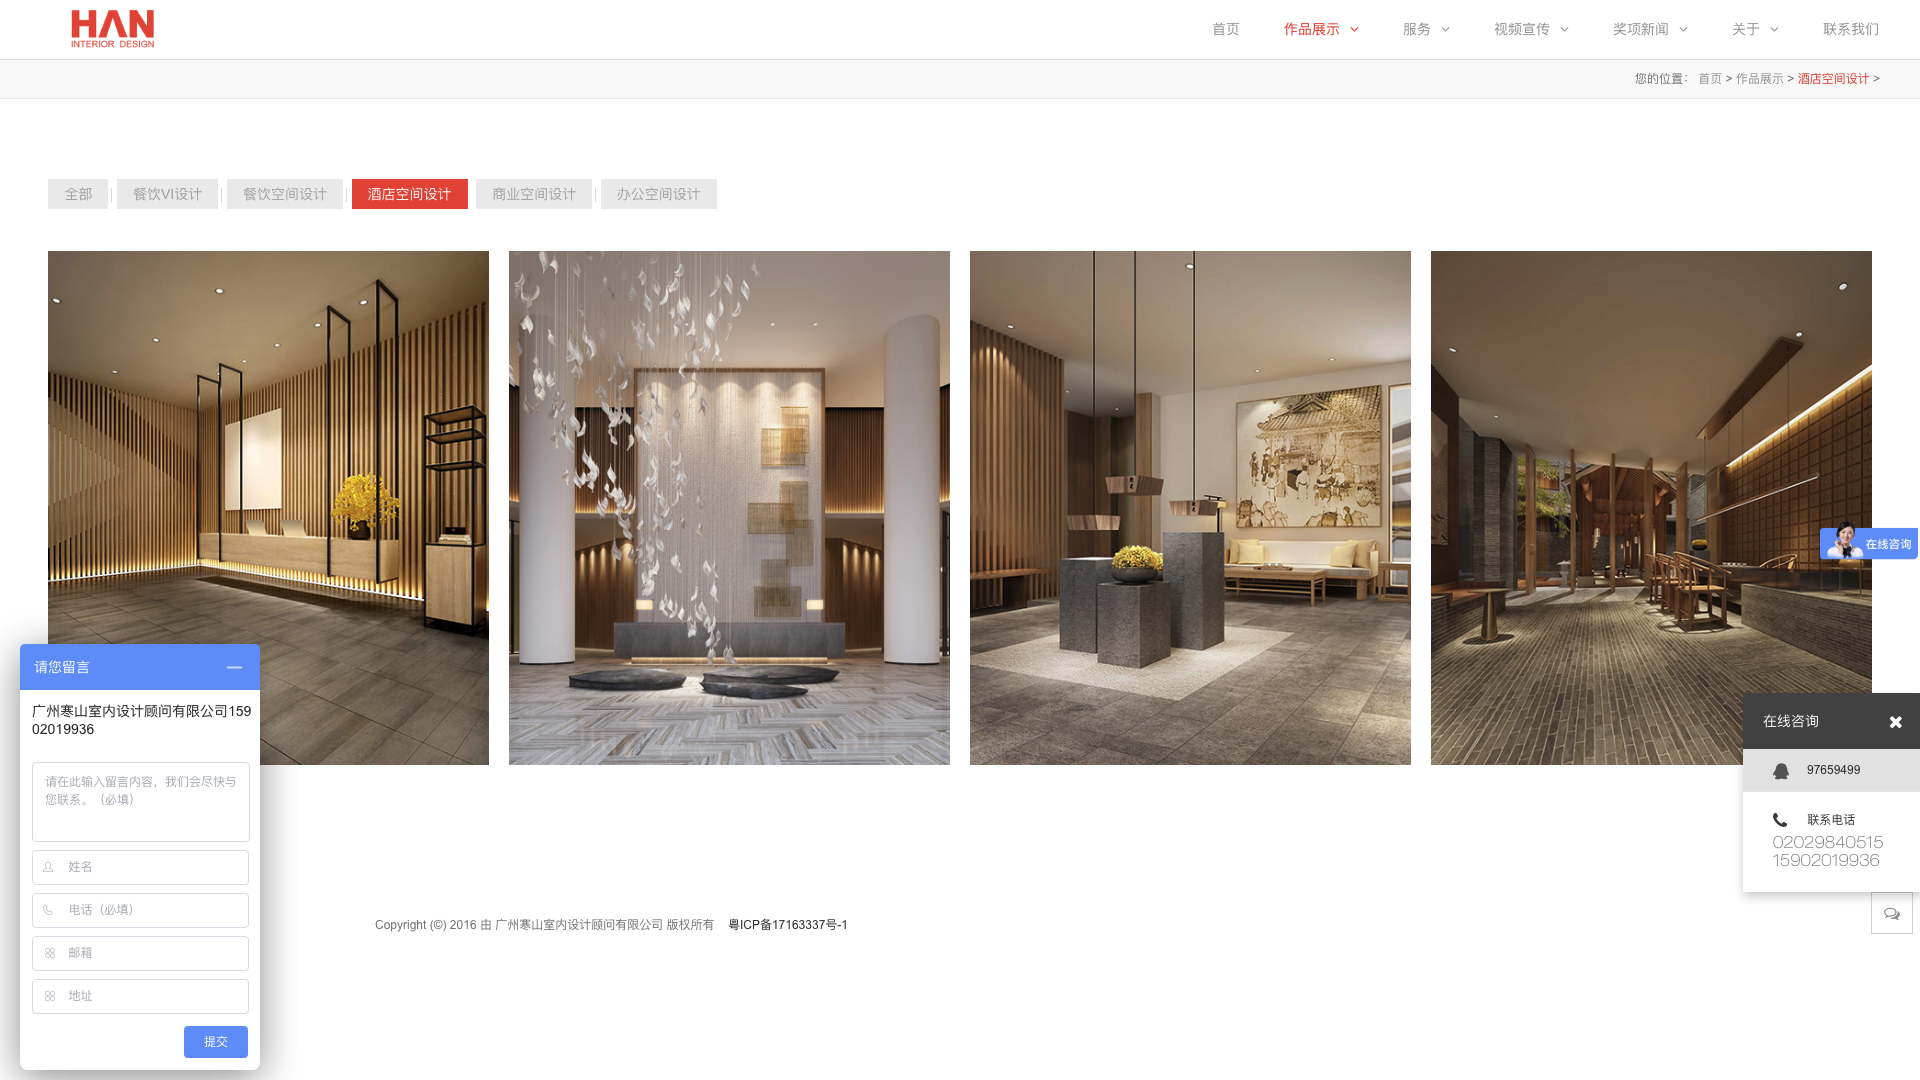 HAN
INTERIOR DESIGN
首页
作品展示
服务
视频宣传
奖项新闻
关于
联系我们
您的位置： 首页 > 作品展示 > 酒店空间设计 >
全部
餐饮VI设计
餐饮空间设计
酒店空间设计
商业空间设计
办公空间设计
在线咨询
请您留言
广州寒山室内设计顾问有限公司159
02019936
请在此输入留言内容，我们会尽快与
您联系。（必填）
姓名
电话（必填）
邮箱
地址
提交
在线咨询
97659499
联系电话
02029840515
15902019936
Copyright (©) 2016 由 广州寒山室内设计顾问有限公司 版权所有 粤ICP备17163337号-1